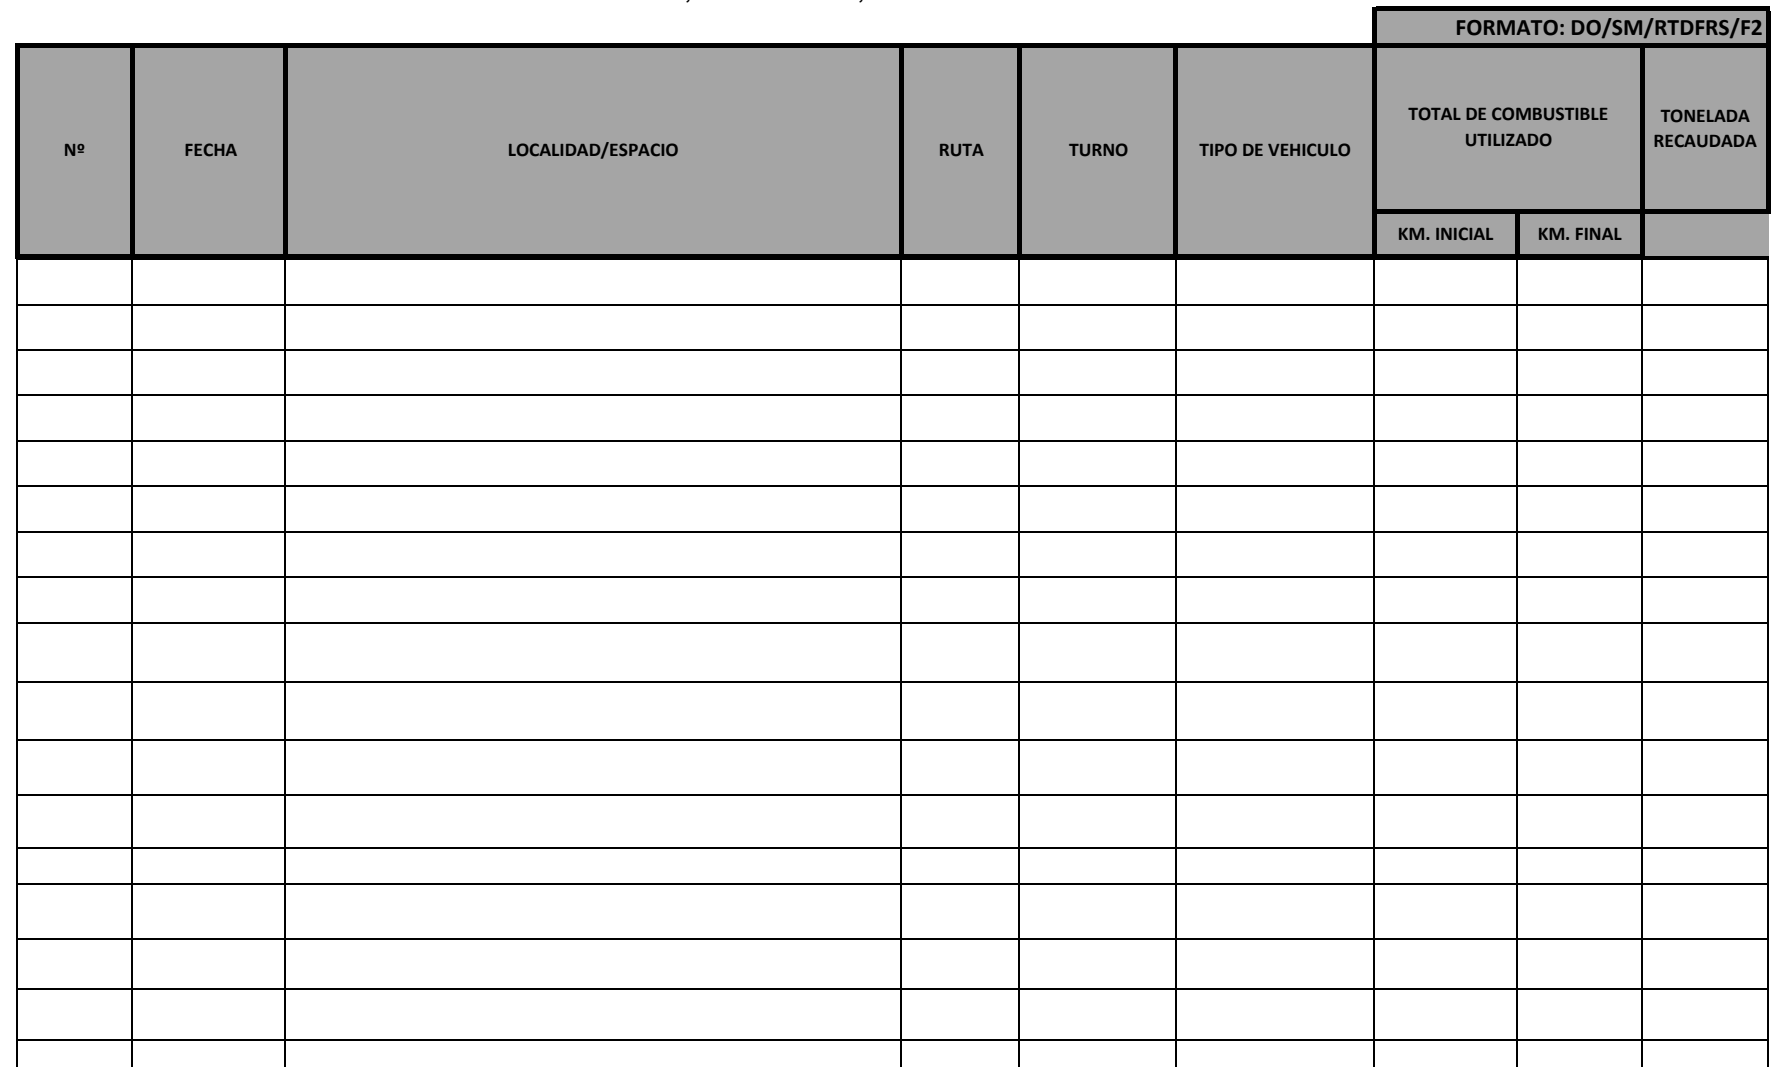 FORMATO: DO/SM/RTDFRS/F2
Nº
FECHA
LOCALIDAD/ESPACIO
RUTA
TURNO
TIPO DE VEHICULO
TOTAL DE COMBUSTIBLE
UTILIZADO
TONELADA
RECAUDADA
KM. INICIAL
KM. FINAL